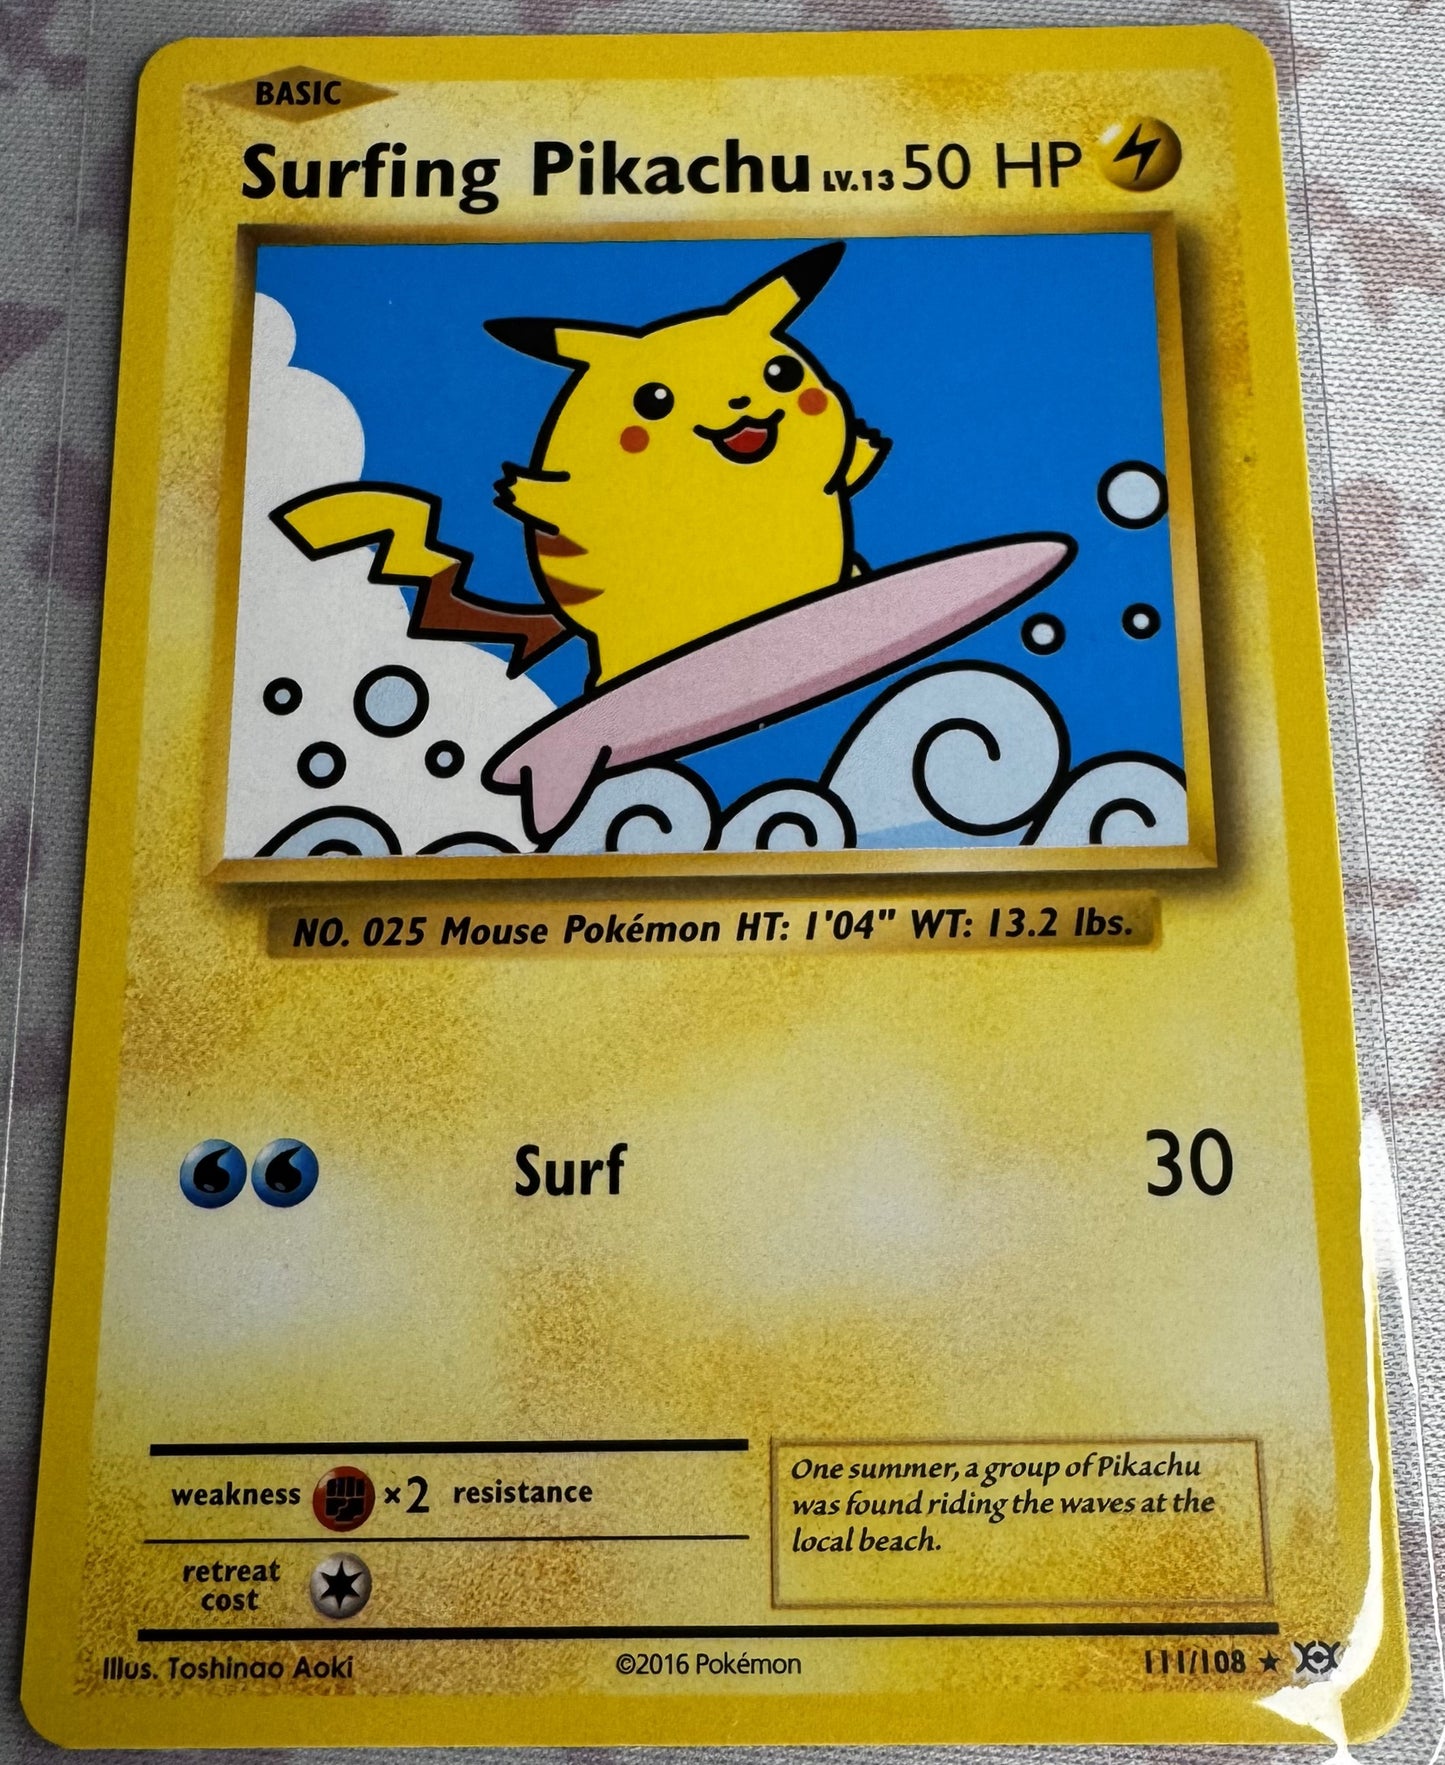 BASIC
Surfing Pikachu LV.13 50 HP
NO. 025 Mouse Pokémon HT: 1'04" WT: 13.2 lbs.
Surf 30
weakness ×2 resistance
retreat
cost
One summer, a group of Pikachu
was found riding the waves at the
local beach.
Illus. Toshinao Aoki ©2016 Pokémon 111/108 ★